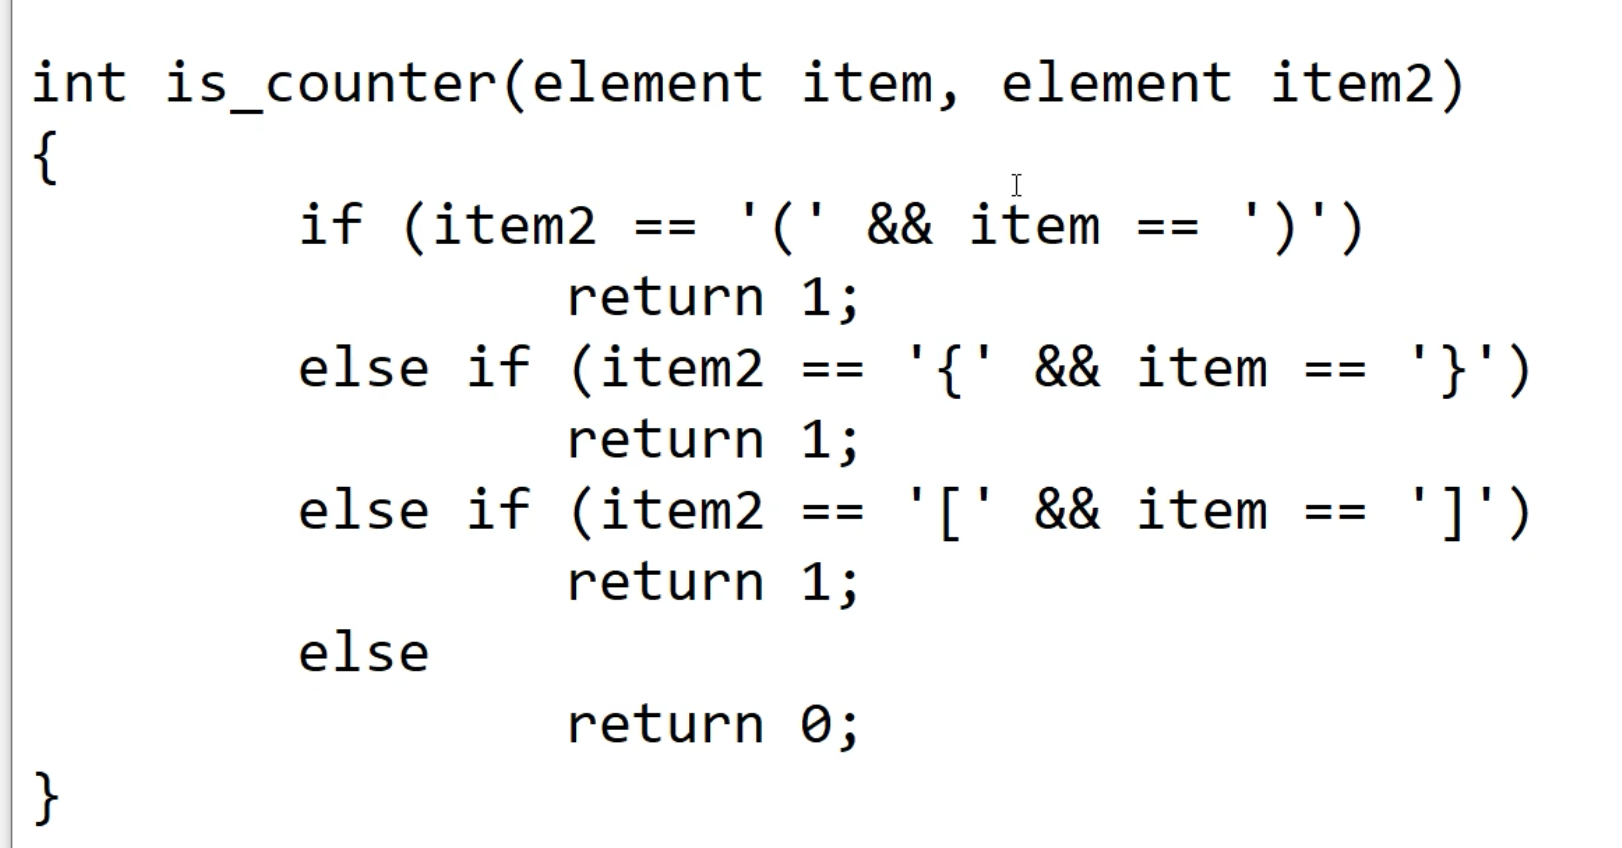 int is_counter(element item, element item2)
{
        if (item2 == '(' && item == ')')
                return 1;
        else if (item2 == '{' && item == '}')
                return 1;
        else if (item2 == '[' && item == ']')
                return 1;
        else
                return 0;
}